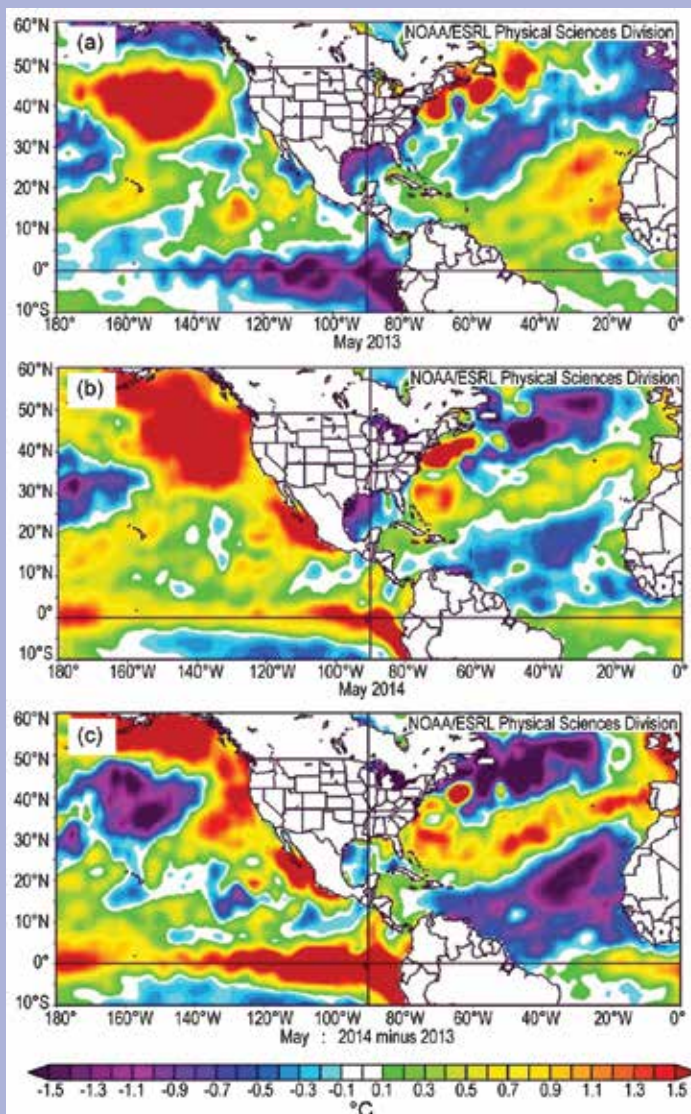 (a)
NOAA/ESRL Physical Sciences Division
60°N
50°N
40°N
30°N
20°N
10°N
0°
10°S
180° 160°W 140°W 120°W 100°W 80°W 60°W 40°W 20°W 0°
May 2013
(b)
NOAA/ESRL Physical Sciences Division
60°N
50°N
40°N
30°N
20°N
10°N
0°
10°S
180° 160°W 140°W 120°W 100°W 80°W 60°W 40°W 20°W 0°
May 2014
(c)
NOAA/ESRL Physical Sciences Division
60°N
50°N
40°N
30°N
20°N
10°N
0°
10°S
180° 160°W 140°W 120°W 100°W 80°W 60°W 40°W 20°W 0°
May : 2014 minus 2013
-1.5 -1.3 -1.1 -0.9 -0.7 -0.5 -0.3 -0.1 0.1 0.3 0.5 0.7 0.9 1.1 1.3 1.5
°C